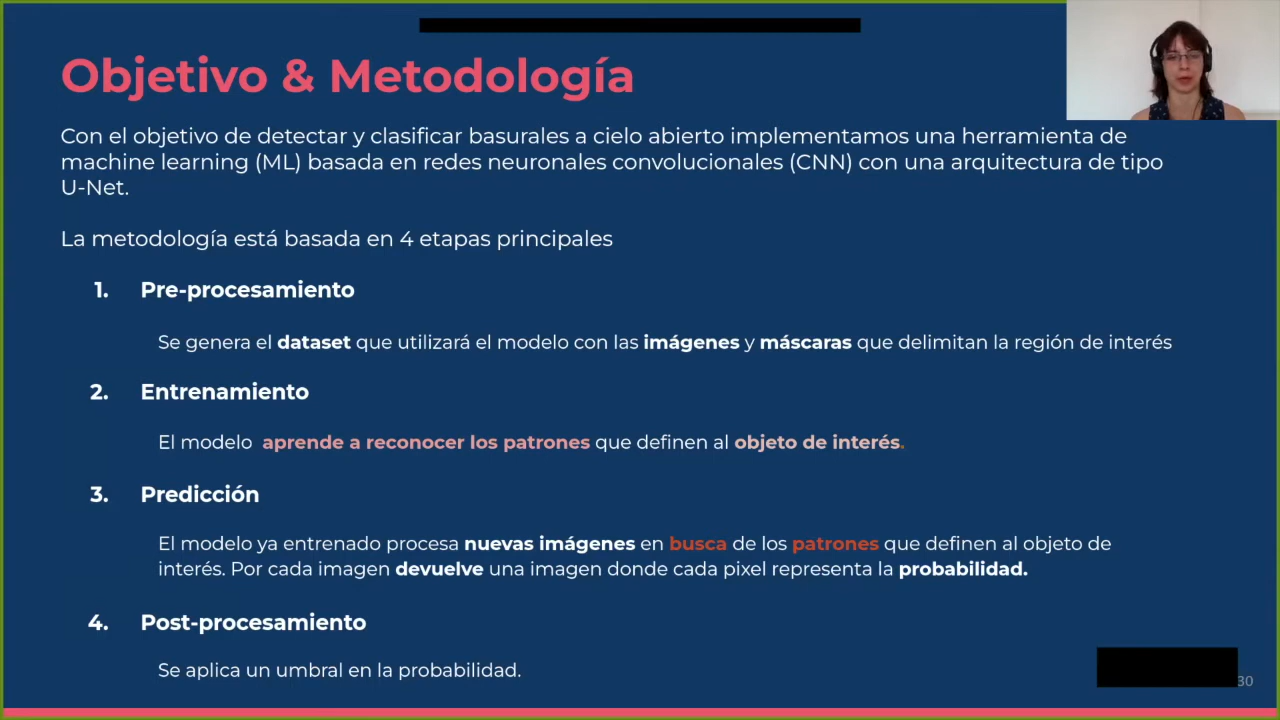 Objetivo & Metodología
Con el objetivo de detectar y clasificar basurales a cielo abierto implementamos una herramienta de
machine learning (ML) basada en redes neuronales convolucionales (CNN) con una arquitectura de tipo
U-Net.
La metodología está basada en 4 etapas principales
1. Pre-procesamiento
Se genera el dataset que utilizará el modelo con las imágenes y máscaras que delimitan la región de interés
2. Entrenamiento
El modelo aprende a reconocer los patrones que definen al objeto de interés.
3. Predicción
El modelo ya entrenado procesa nuevas imágenes en busca de los patrones que definen al objeto de
interés. Por cada imagen devuelve una imagen donde cada pixel representa la probabilidad.
4. Post-procesamiento
Se aplica un umbral en la probabilidad.
30